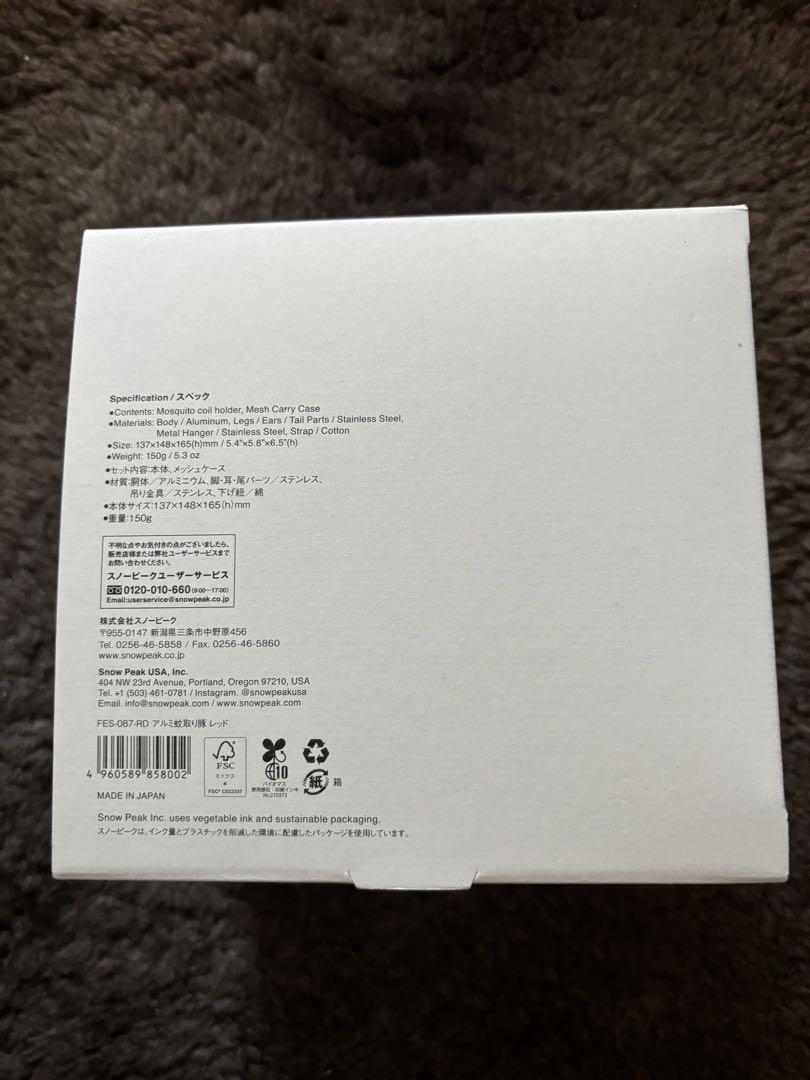 Specification / スペック
●Contents: Mosquito coil holder, Mesh Carry Case
●Materials: Body / Aluminum, Legs / Ears / Tail Parts / Stainless Steel,
Metal Hanger / Stainless Steel, Strap / Cotton
●Size: 137×148×165(h)mm / 5.4"×5.8"×6.5"(h)
●Weight: 150g / 5.3 oz
●セット内容:本体、メッシュケース
●材質:胴体／アルミニウム、脚・耳・尾パーツ／ステンレス、
吊り金具／ステンレス、下げ紐／綿
●本体サイズ:137×148×165(h)mm
●重量:150g
不明な点やお気付きの点がございましたら、
販売店様または弊社ユーザーサービスまで
お問い合わせください。
スノーピークユーザーサービス
0120-010-660(9:00〜17:00)
Email:userservice@snowpeak.co.jp
株式会社スノーピーク
〒955-0147 新潟県三条市中野原456
Tel. 0256-46-5858 / Fax. 0256-46-5860
www.snowpeak.co.jp
Snow Peak USA, Inc.
404 NW 23rd Avenue, Portland, Oregon 97210, USA
Tel. +1 (503) 461-0781 / Instagram. @snowpeakusa
Email. info@snowpeak.com / www.snowpeak.com
FES-087-RD アルミ蚊取り豚 レッド
4 960589 858002
FSC
ミックス
FSC® C022337
10
バイオマス
使用部位:印刷インキ
No.210373
紙 箱
MADE IN JAPAN
Snow Peak Inc. uses vegetable ink and sustainable packaging.
スノーピークは、インク量とプラスチックを削減した環境に配慮したパッケージを使用しています。